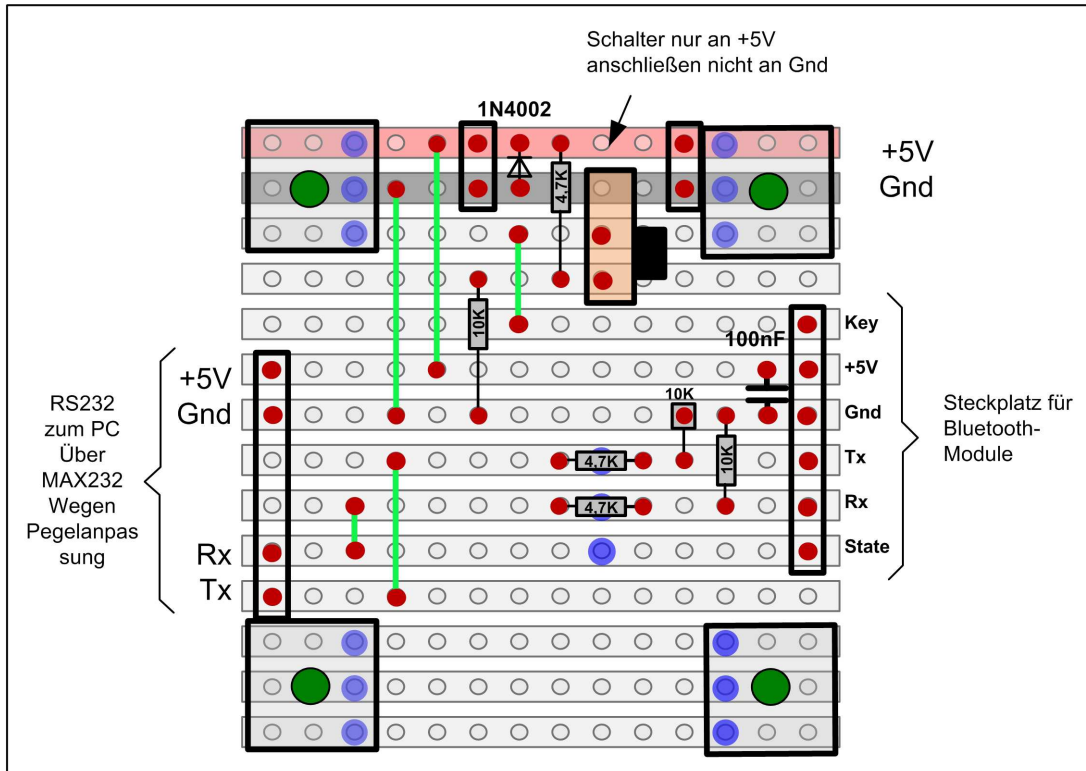 Schalter nur an +5V
anschließen nicht an Gnd
1N4002
+5V
Gnd
4,7K
10K
Key
100nF
+5V
+5V
Gnd
Gnd
10K
10K
Tx
4,7K
Rx
4,7K
State
Rx
Tx
RS232
zum PC
Über
MAX232
Wegen
Pegelanpas
sung
Steckplatz für
Bluetooth-
Module